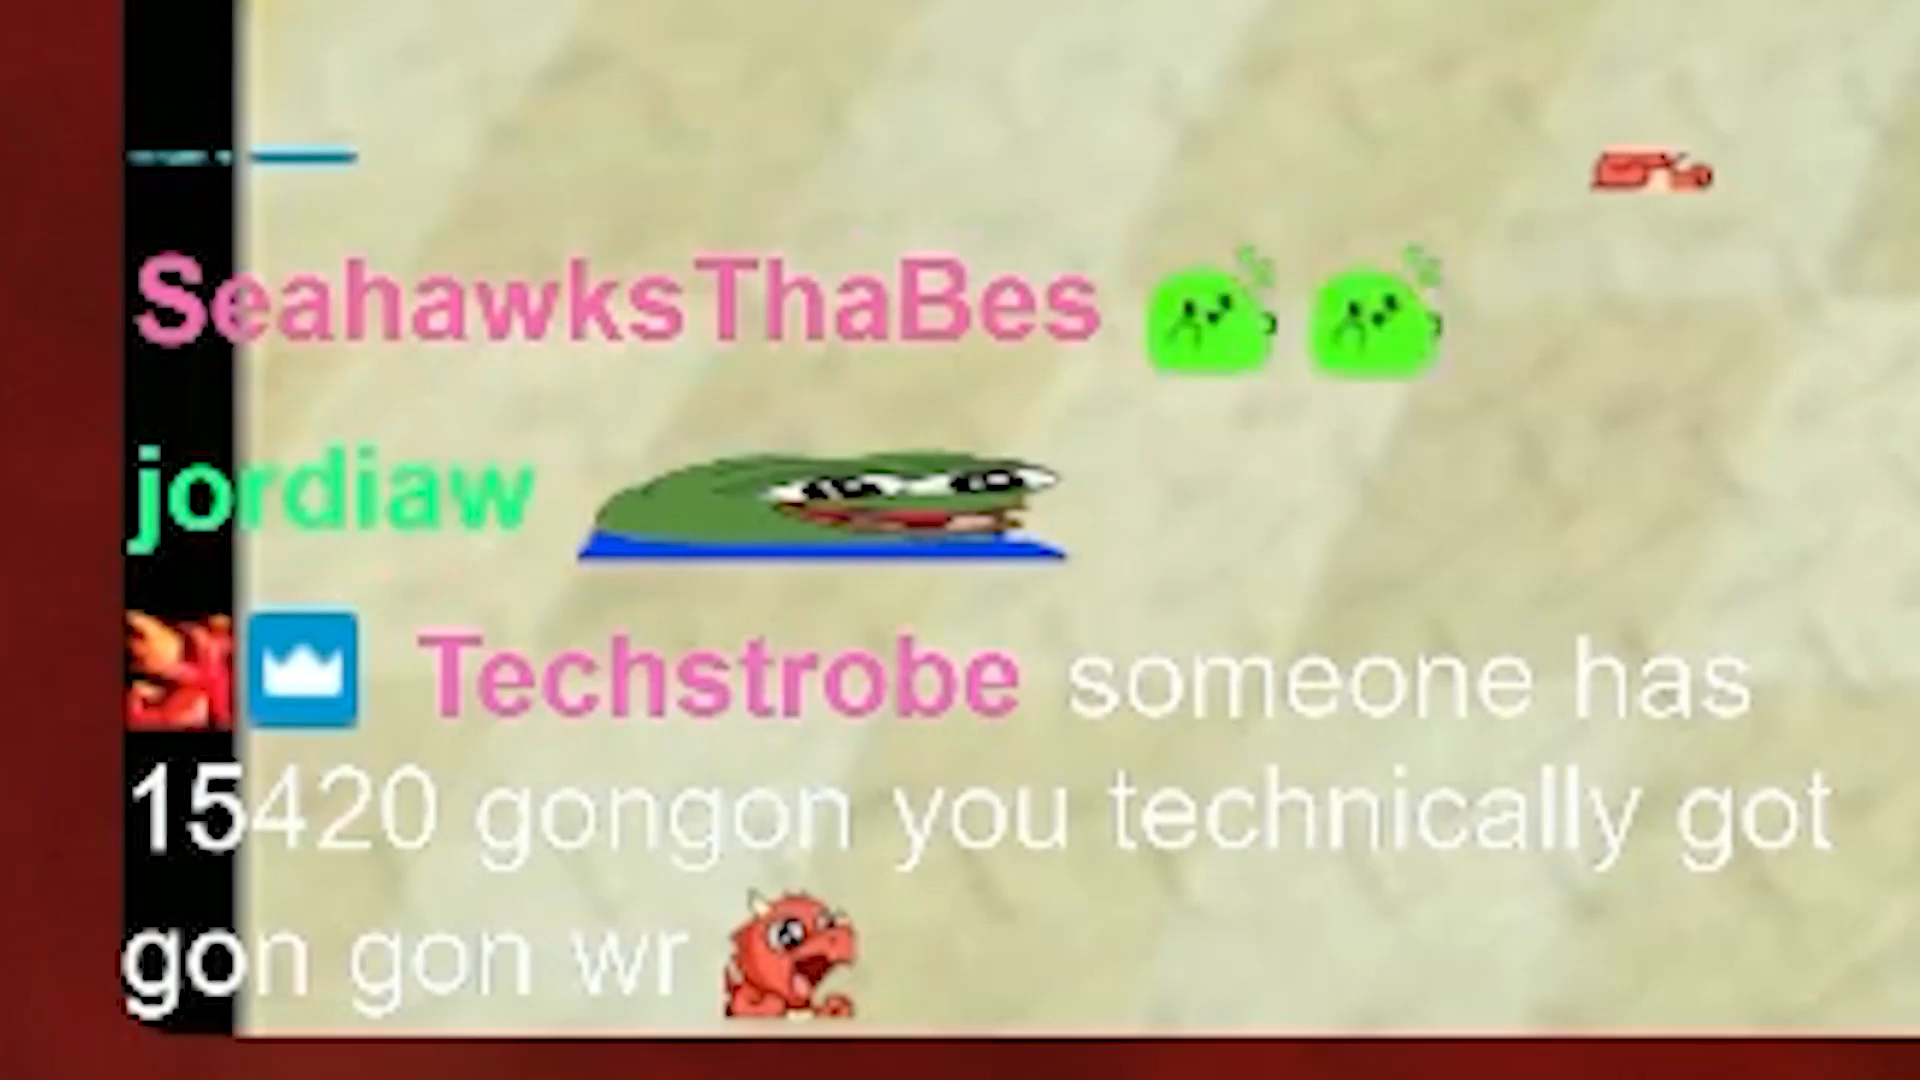 SeahawksThaBes
jordiaw
Techstrobe someone has
15420 gongon you technically got
gon gon wr